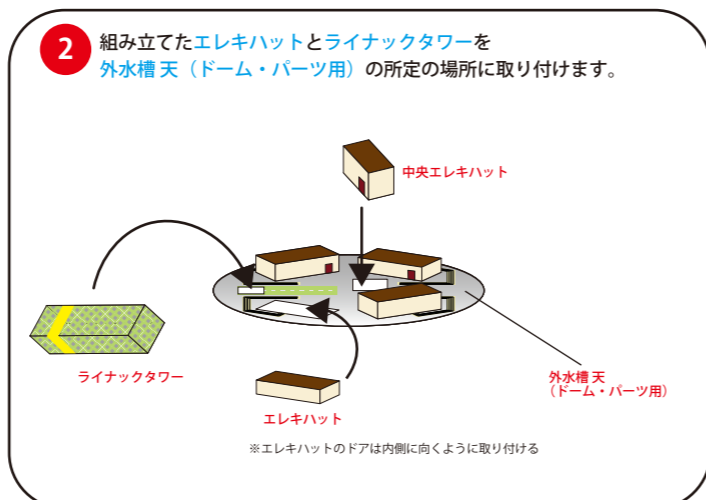 2
組み立てたエレキハットとライナックタワーを
外水槽 天（ドーム・パーツ用）の所定の場所に取り付けます。
中央エレキハット
ライナックタワー
エレキハット
外水槽 天
（ドーム・パーツ用）
※エレキハットのドアは内側に向くように取り付ける